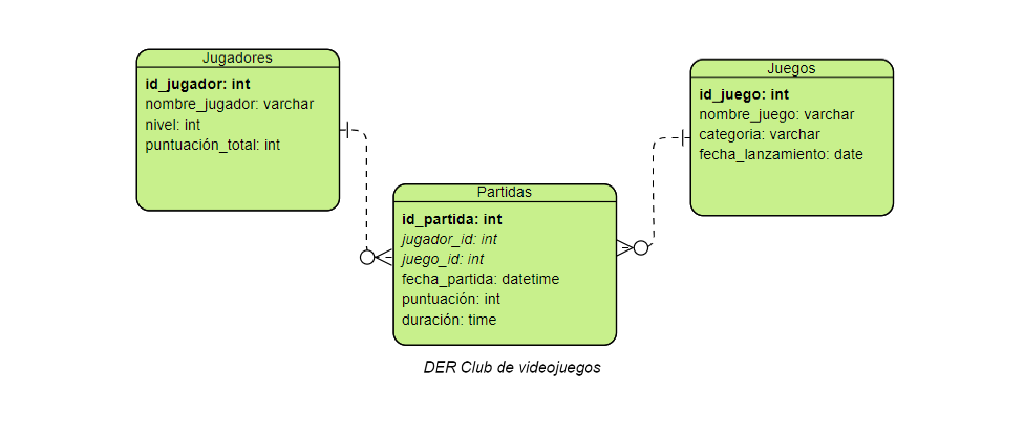 Jugadores
id_jugador: int
nombre_jugador: varchar
nivel: int
puntuación_total: int
Juegos
id_juego: int
nombre_juego: varchar
categoria: varchar
fecha_lanzamiento: date
Partidas
id_partida: int
jugador_id: int
juego_id: int
fecha_partida: datetime
puntuación: int
duración: time
DER Club de videojuegos